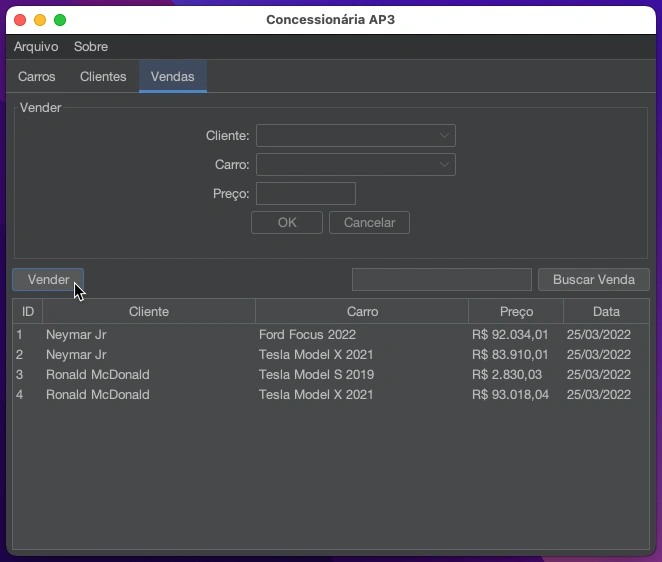 Concessionária AP3
Arquivo Sobre
Carros Clientes Vendas
Vender
Cliente:
Carro:
Preço:
OK Cancelar
Vender Buscar Venda
ID Cliente Carro Preço Data
1 Neymar Jr Ford Focus 2022 R$ 92.034,01 25/03/2022
2 Neymar Jr Tesla Model X 2021 R$ 83.910,01 25/03/2022
3 Ronald McDonald Tesla Model S 2019 R$ 2.830,03 25/03/2022
4 Ronald McDonald Tesla Model X 2021 R$ 93.018,04 25/03/2022